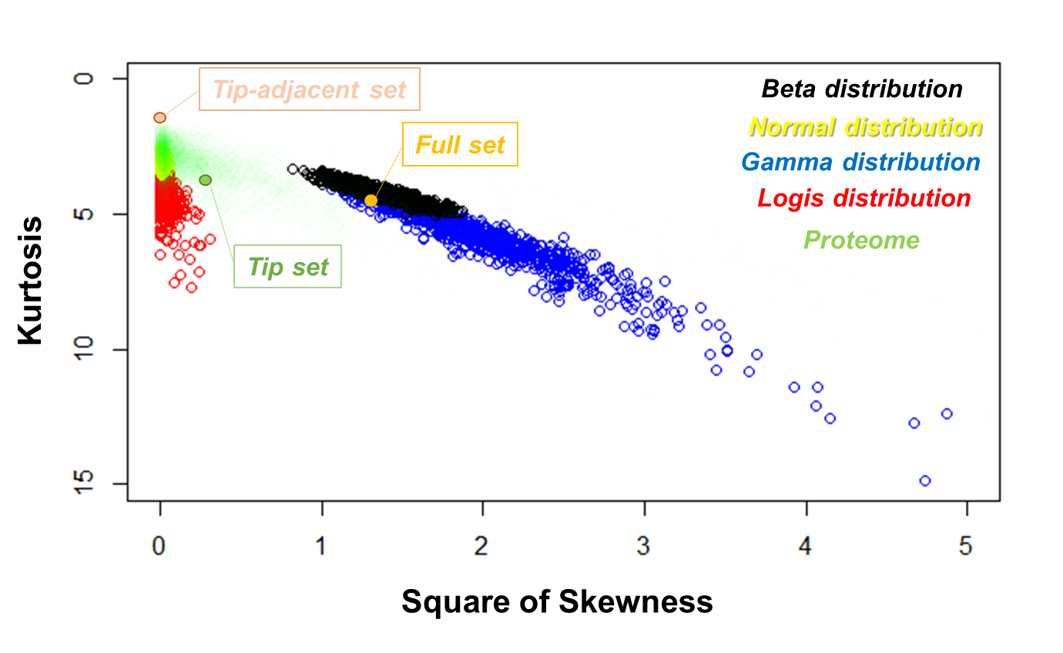 Tip-adjacent set
Full set
Tip set
Beta distribution
Normal distribution
Gamma distribution
Logis distribution
Proteome
Kurtosis
0
5
10
15
0 1 2 3 4 5
Square of Skewness